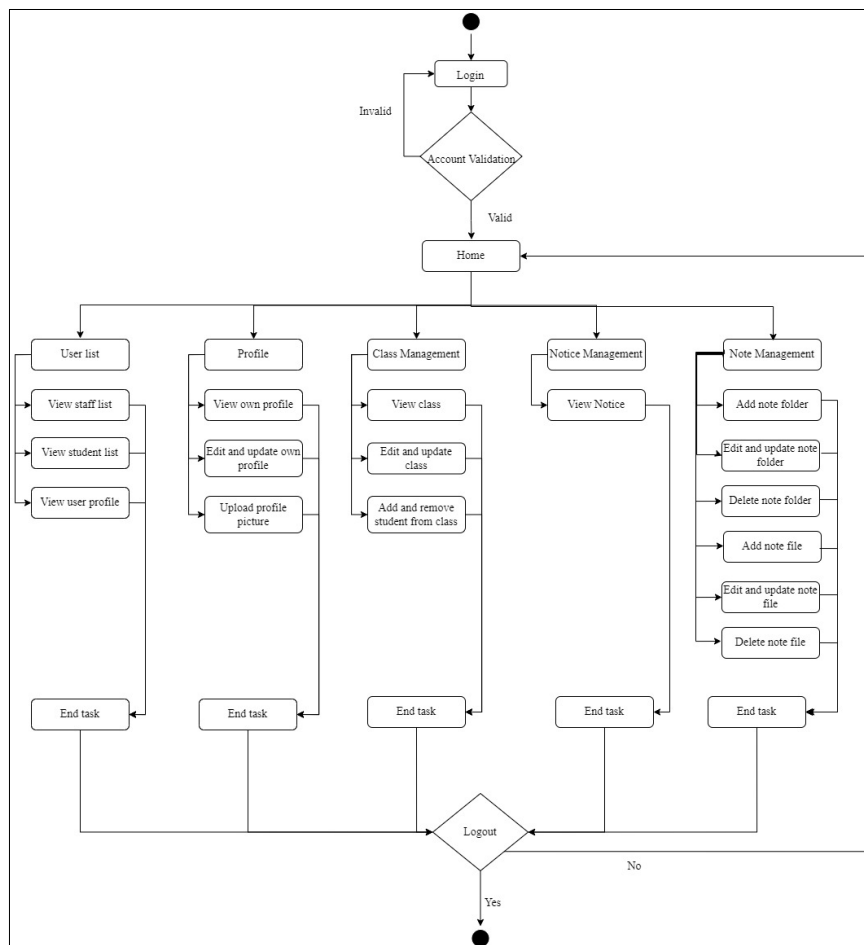 Login
Invalid
Account Validation
Valid
Home
User list
Profile
Class Management
Notice Management
Note Management
View staff list
View own profile
View class
View Notice
Add note folder
View student list
Edit and update own
profile
Edit and update
class
Edit and update note
folder
View user profile
Upload profile
picture
Add and remove
student from class
Delete note folder
Add note file
Edit and update note
file
Delete note file
End task
End task
End task
End task
End task
Logout
No
Yes